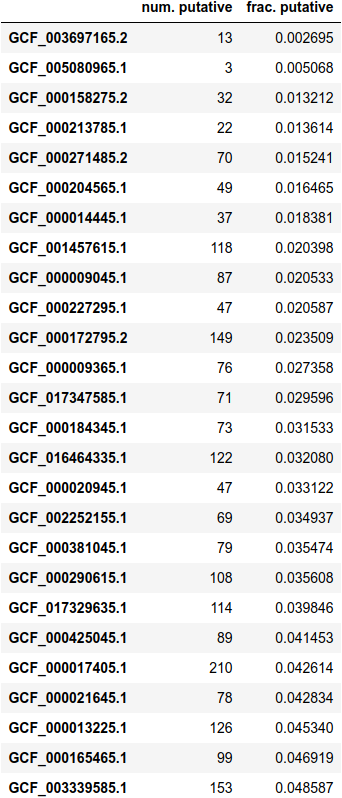 num. putative frac. putative
GCF_003697165.2 13 0.002695
GCF_005080965.1 3 0.005068
GCF_000158275.2 32 0.013212
GCF_000213785.1 22 0.013614
GCF_000271485.2 70 0.015241
GCF_000204565.1 49 0.016465
GCF_000014445.1 37 0.018381
GCF_001457615.1 118 0.020398
GCF_000009045.1 87 0.020533
GCF_000227295.1 47 0.020587
GCF_000172795.2 149 0.023509
GCF_000009365.1 76 0.027358
GCF_017347585.1 71 0.029596
GCF_000184345.1 73 0.031533
GCF_016464335.1 122 0.032080
GCF_000020945.1 47 0.033122
GCF_002252155.1 69 0.034937
GCF_000381045.1 79 0.035474
GCF_000290615.1 108 0.035608
GCF_017329635.1 114 0.039846
GCF_000425045.1 89 0.041453
GCF_000017405.1 210 0.042614
GCF_000021645.1 78 0.042834
GCF_000013225.1 126 0.045340
GCF_000165465.1 99 0.046919
GCF_003339585.1 153 0.048587